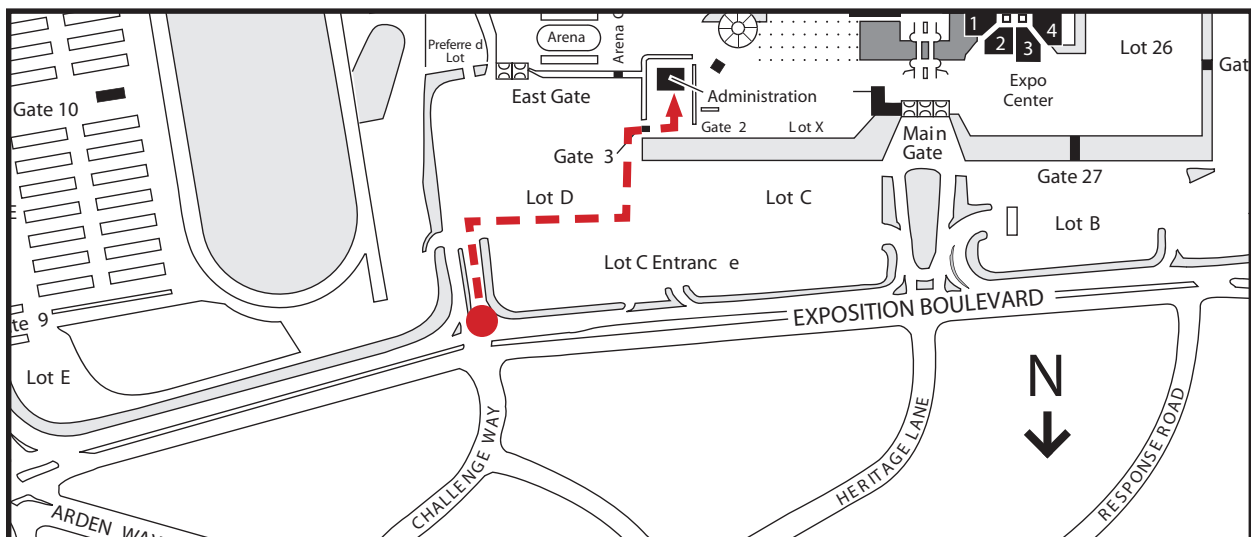 1
4
2
3
Arena
Preferre d
Lot
Lot 26
Gat
Expo
Center
Gate 10
East Gate
Administration
Gate 2
Lot X
Main
Gate
Gate 3
Gate 27
Lot D
Lot C
Lot B
Lot C Entranc e
EXPOSITION BOULEVARD
te 9
Lot E
N
CHALLENGE WAY
HERITAGE LANE
RESPONSE ROAD
ARDEN WAY